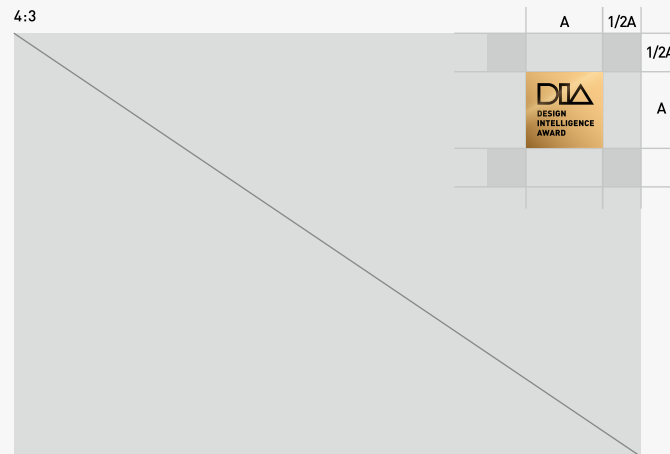 4:3
A
1/2A
1/2A
DIA
DESIGN
INTELLIGENCE
AWARD
A